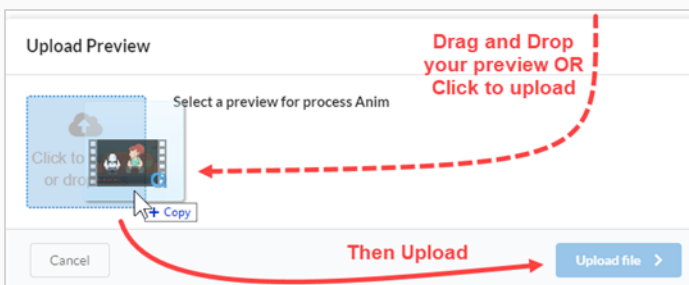 Upload Preview
Drag and Drop
your preview OR
Click to upload
Select a preview for process Anim
Click to
or dro
+ Copy
Cancel
Then Upload
Upload file >